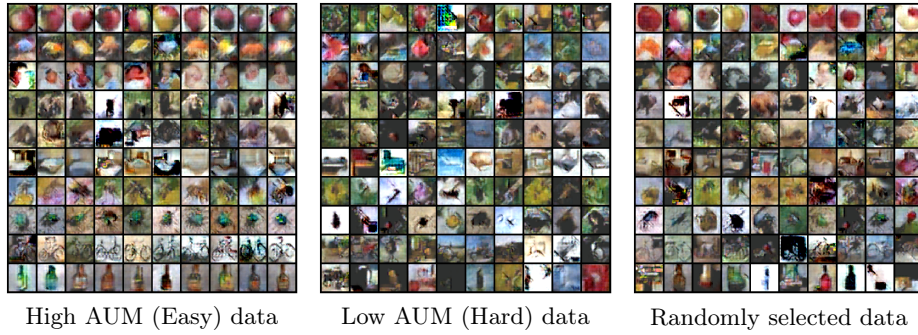 High AUM (Easy) data
Low AUM (Hard) data
Randomly selected data